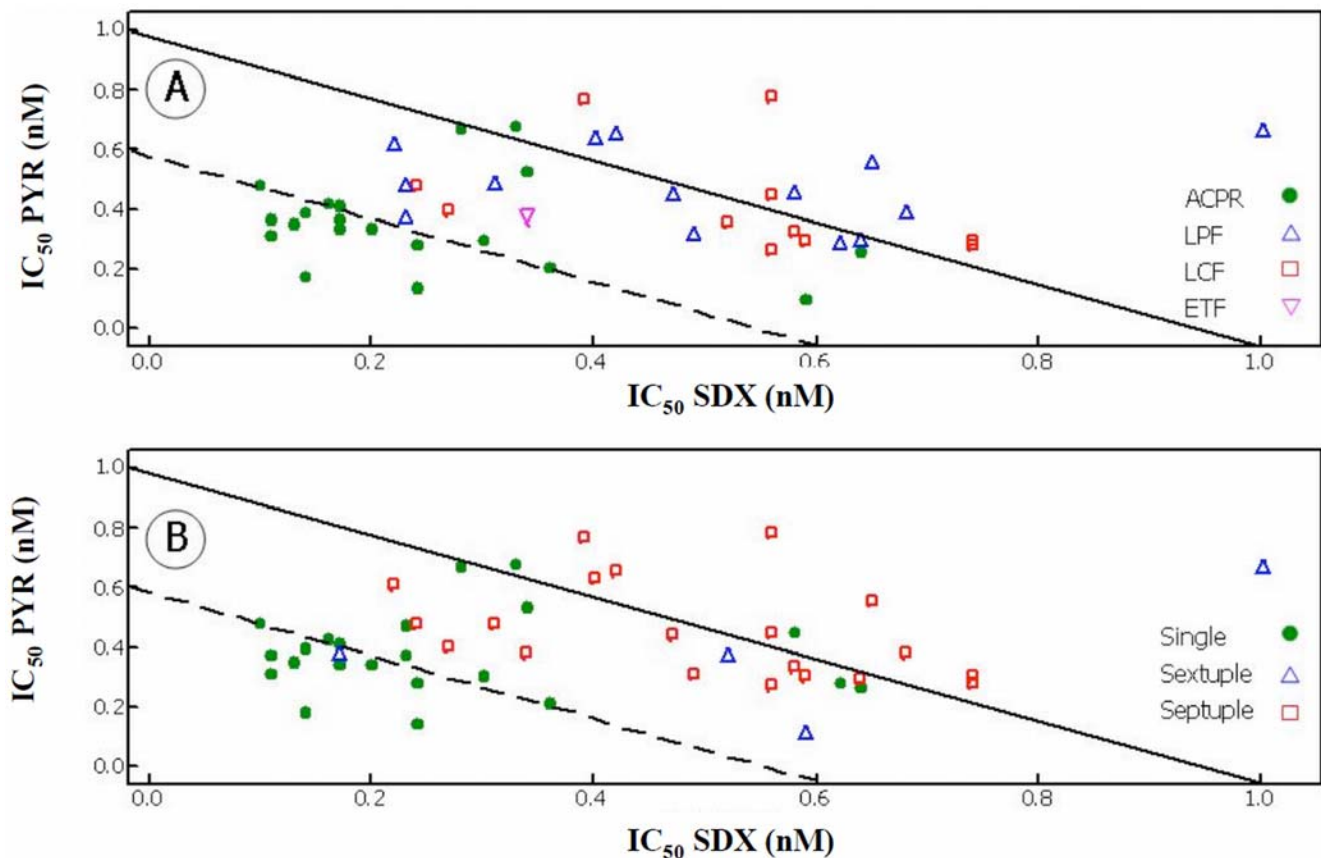 A
IC50 PYR (nM)
1.0
0.8
0.6
0.4
0.2
0.0
ACPR
LPF
LCF
ETF
0.0 0.2 0.4 0.6 0.8 1.0
IC50 SDX (nM)
B
IC50 PYR (nM)
1.0
0.8
0.6
0.4
0.2
0.0
Single
Sextuple
Septuple
0.0 0.2 0.4 0.6 0.8 1.0
IC50 SDX (nM)